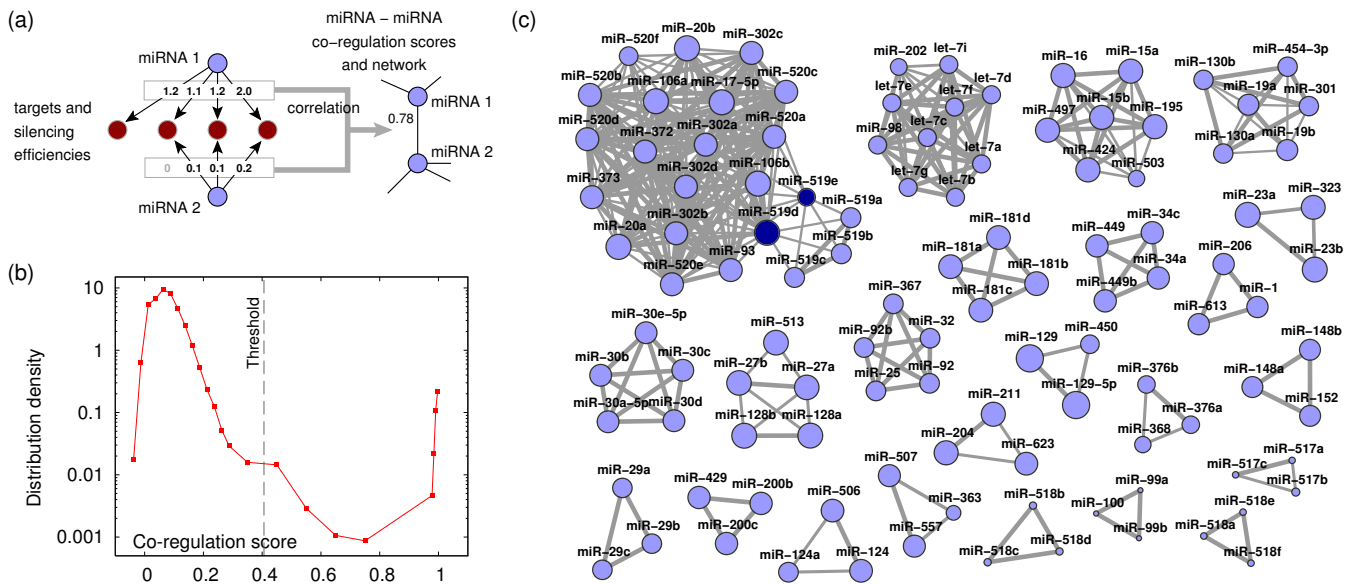 (a)
miRNA − miRNA
co−regulation scores
and network
miRNA 1
1.2 1.1 1.2 2.0
targets and
silencing
efficiencies
correlation
0 0.1 0.1 0.2
miRNA 2
miRNA 1
0.78
miRNA 2
(b)
10
1
0.1
0.01
0.001
Distribution density
Threshold
Co−regulation score
0 0.2 0.4 0.6 0.8 1
(c)
miR−20b
miR−520f
miR−302c
miR−520b
miR−106a
miR−17−5p
miR−520c
miR−520d
miR−372
miR−302a
miR−520a
miR−302d
miR−106b
miR−373
miR−519e
miR−519a
miR−302b
miR−519d
miR−20a
miR−519b
miR−93
miR−519c
miR−520e
miR−202
let−7i
let−7d
let−7e
let−7f
let−7c
miR−98
let−7a
let−7g
let−7b
miR−16
miR−15a
miR−497
miR−15b
miR−195
miR−424
miR−503
miR−454−3p
miR−130b
miR−19a
miR−301
miR−130a
miR−19b
miR−323
miR−23a
miR−23b
miR−181d
miR−181a
miR−181b
miR−181c
miR−34c
miR−449
miR−34a
miR−449b
miR−206
miR−1
miR−613
miR−30e−5p
miR−30b
miR−30c
miR−30a−5p
miR−30d
miR−513
miR−27b
miR−27a
miR−128b
miR−128a
miR−367
miR−92b
miR−32
miR−25
miR−92
miR−129
miR−450
miR−129−5p
miR−148b
miR−148a
miR−152
miR−376b
miR−376a
miR−368
miR−211
miR−204
miR−623
miR−29a
miR−29b
miR−29c
miR−429
miR−200b
miR−200c
miR−506
miR−124a
miR−124
miR−507
miR−363
miR−557
miR−518b
miR−518c
miR−518d
miR−99a
miR−100
miR−99b
miR−517a
miR−517c
miR−517b
miR−518e
miR−518a
miR−518f